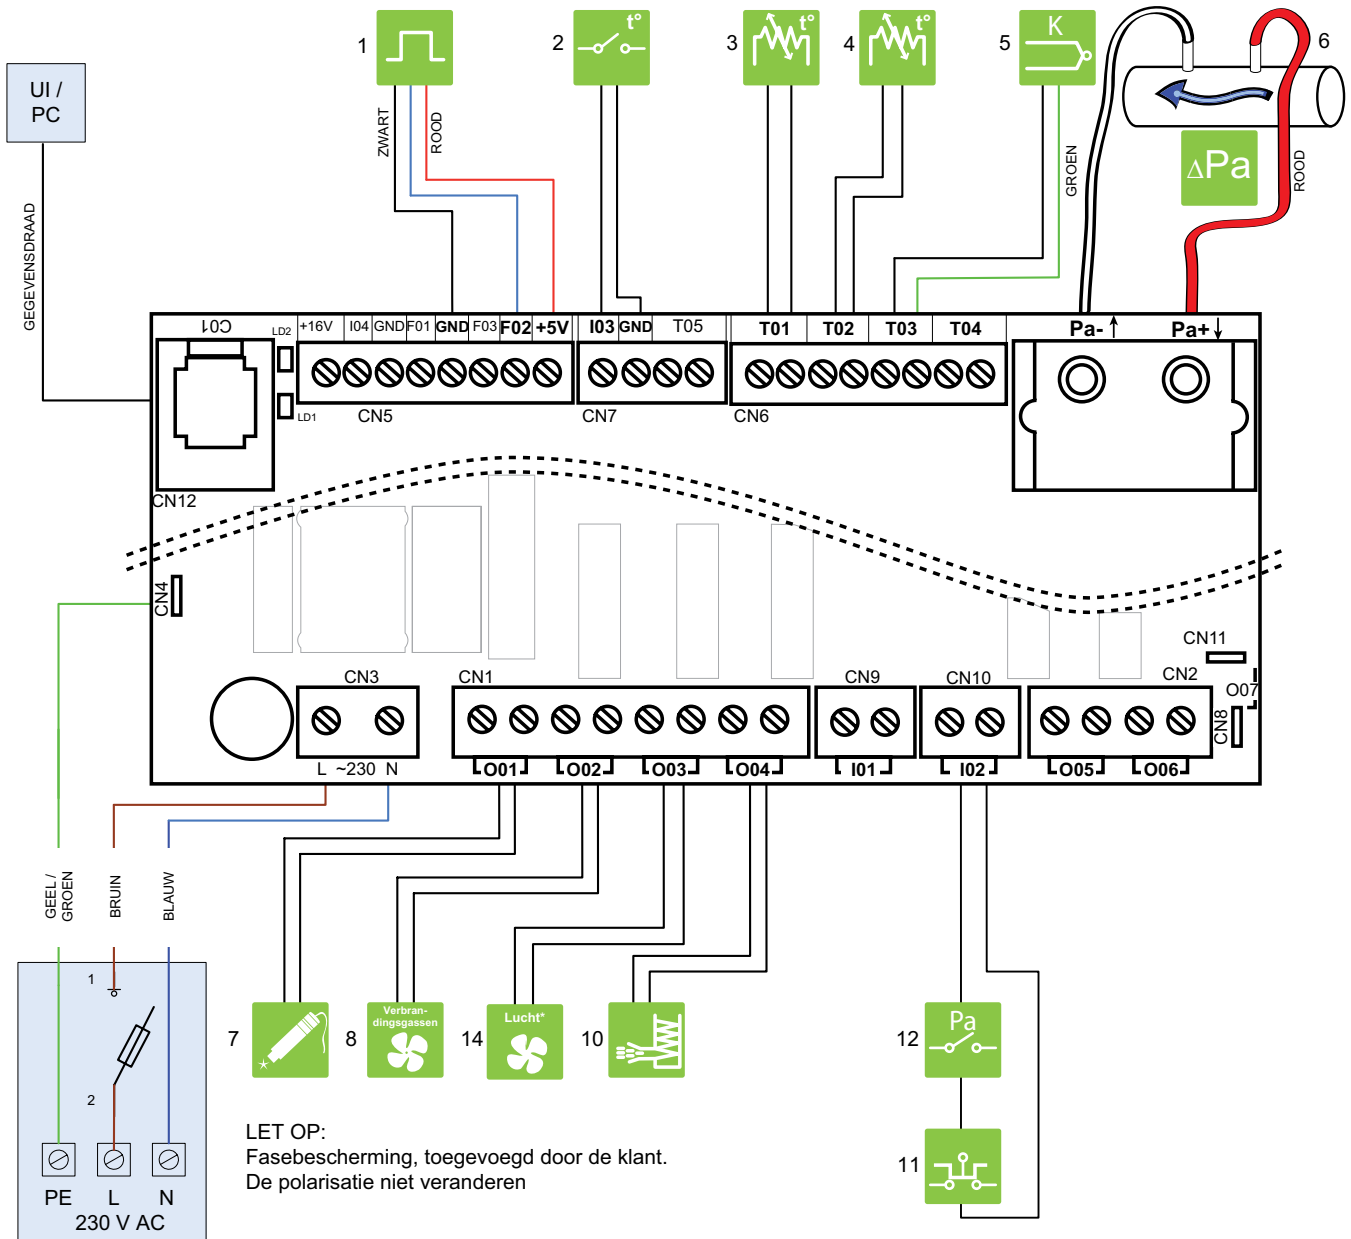 1
2
t°
3
t°
4
t°
5
K
6
UI /
PC
ZWART
ROOD
GROEN
ΔPa
ROOD
GEGEVENSDRAAD
C01
LD2
+16V
I04
GND
F01
GND
F03
F02
+5V
I03
GND
T05
T01
T02
T03
T04
Pa-
Pa+
LD1
CN5
CN7
CN6
CN12
CN4
CN11
CN3
CN1
CN9
CN10
CN2
O07
CN8
L ~230 N
O01
O02
O03
O04
I01
I02
O05
O06
GEEL /
GROEN
BRUIN
BLAUW
1
2
PE
L
N
230 V AC
7
8
Verbran-
dingsgassen
14
Lucht*
10
12
Pa
11
LET OP:
Fasebescherming, toegevoegd door de klant.
De polarisatie niet veranderen